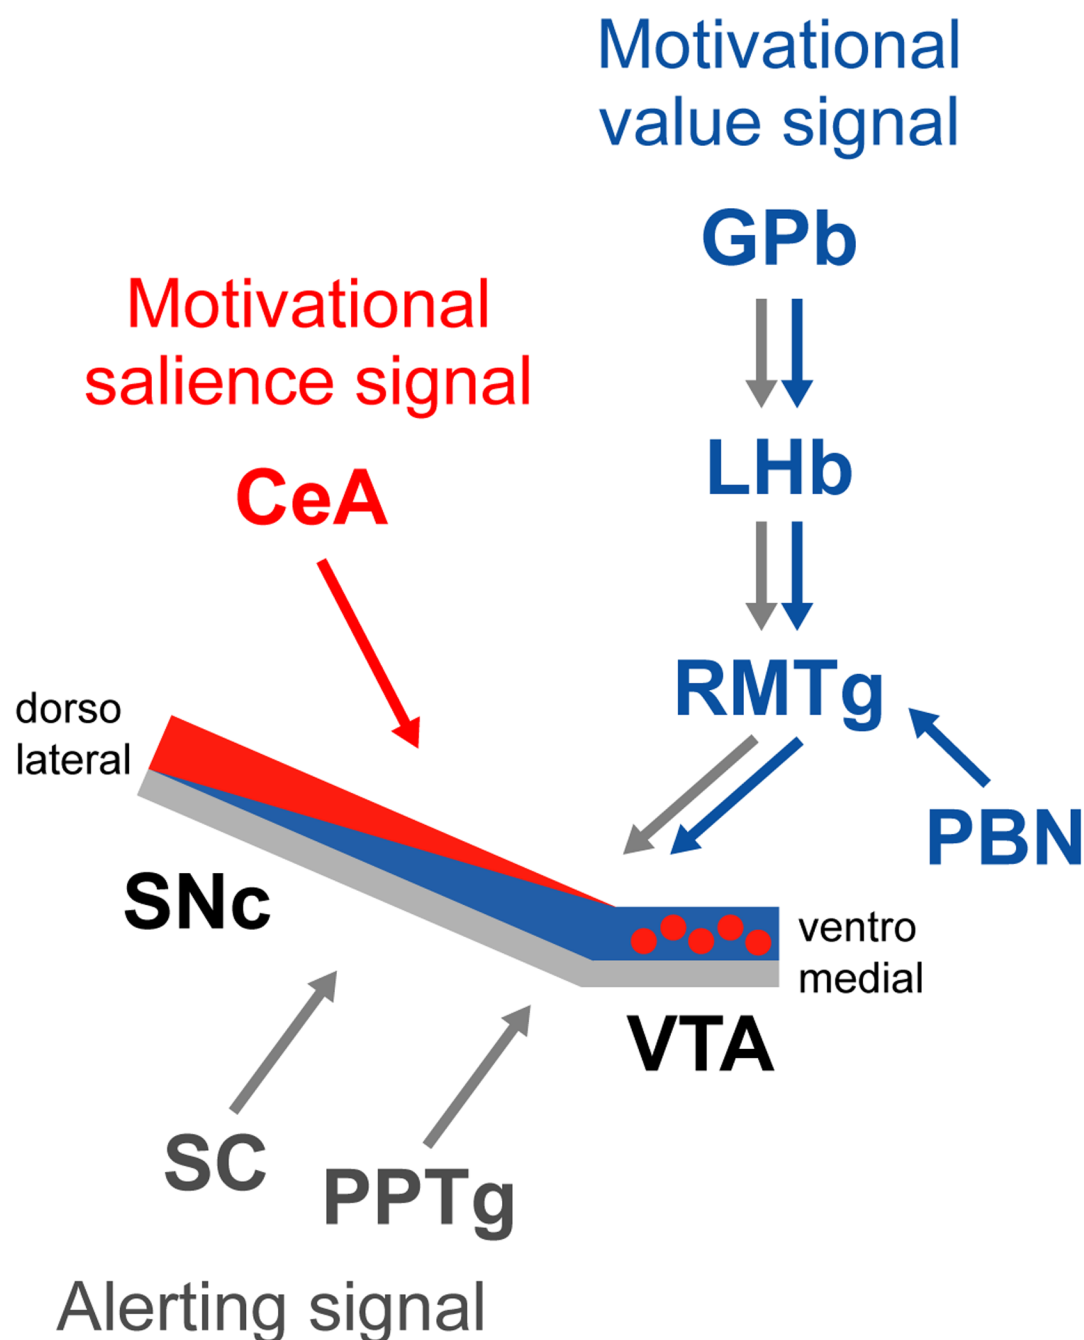 Motivational
value signal
GPb
Motivational
salience signal
LHb
CeA
RMTg
dorso
lateral
PBN
SNc
ventro
medial
VTA
SC
PPTg
Alerting signal